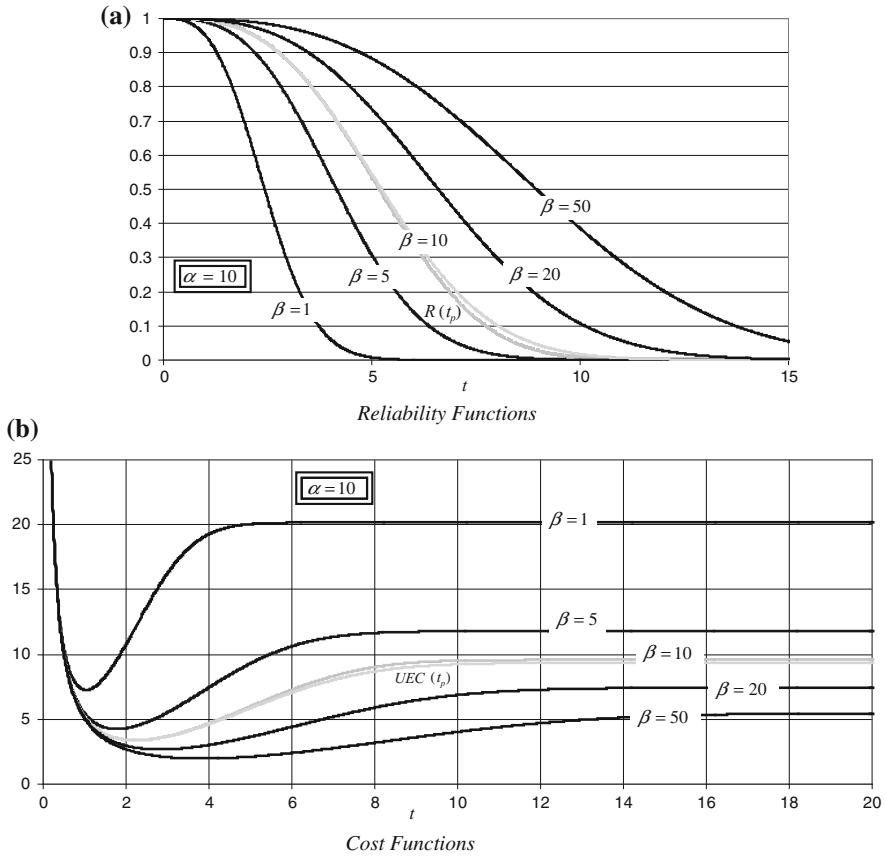 (a)
1
0.9
0.8
0.7
0.6
0.5
0.4
0.3
0.2
0.1
0
α = 10
β = 1
β = 5
β = 10
R (tₚ)
β = 20
β = 50
0 5 10 15
t
Reliability Functions
(b)
25
20
15
10
5
0
α = 10
β = 1
β = 5
β = 10
UEC (tₚ)
β = 20
β = 50
0 2 4 6 8 10 12 14 16 18 20
t
Cost Functions